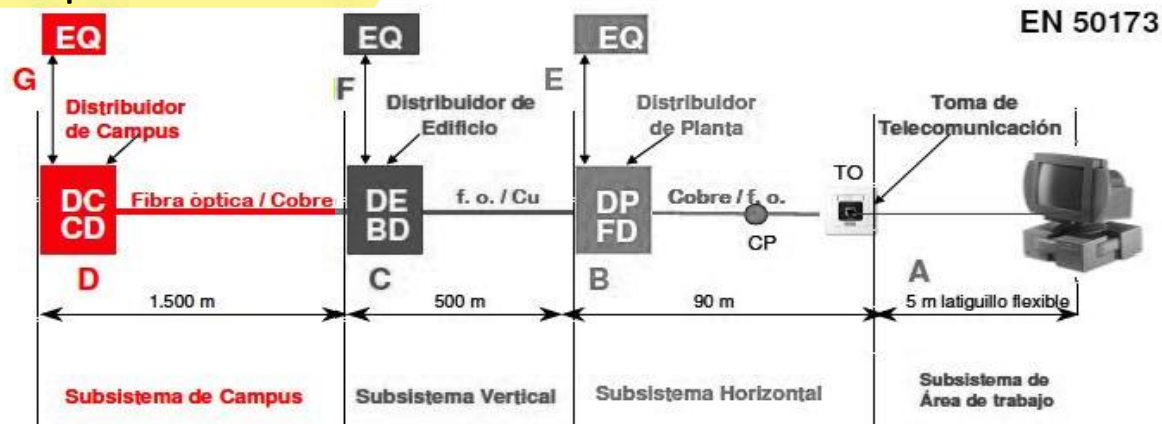 EN 50173
EQ
EQ
EQ
G
F
E
Distribuidor
de Campus
Distribuidor de
Edificio
Distribuidor
de Planta
Toma de
Telecomunicación
TO
DC
CD
Fibra óptica / Cobre
DE
BD
f. o. / Cu
DP
FD
Cobre / f. o.
CP
D
C
B
A
1.500 m
500 m
90 m
5 m latiguillo flexible
Subsistema de Campus
Subsistema Vertical
Subsistema Horizontal
Subsistema de
Área de trabajo